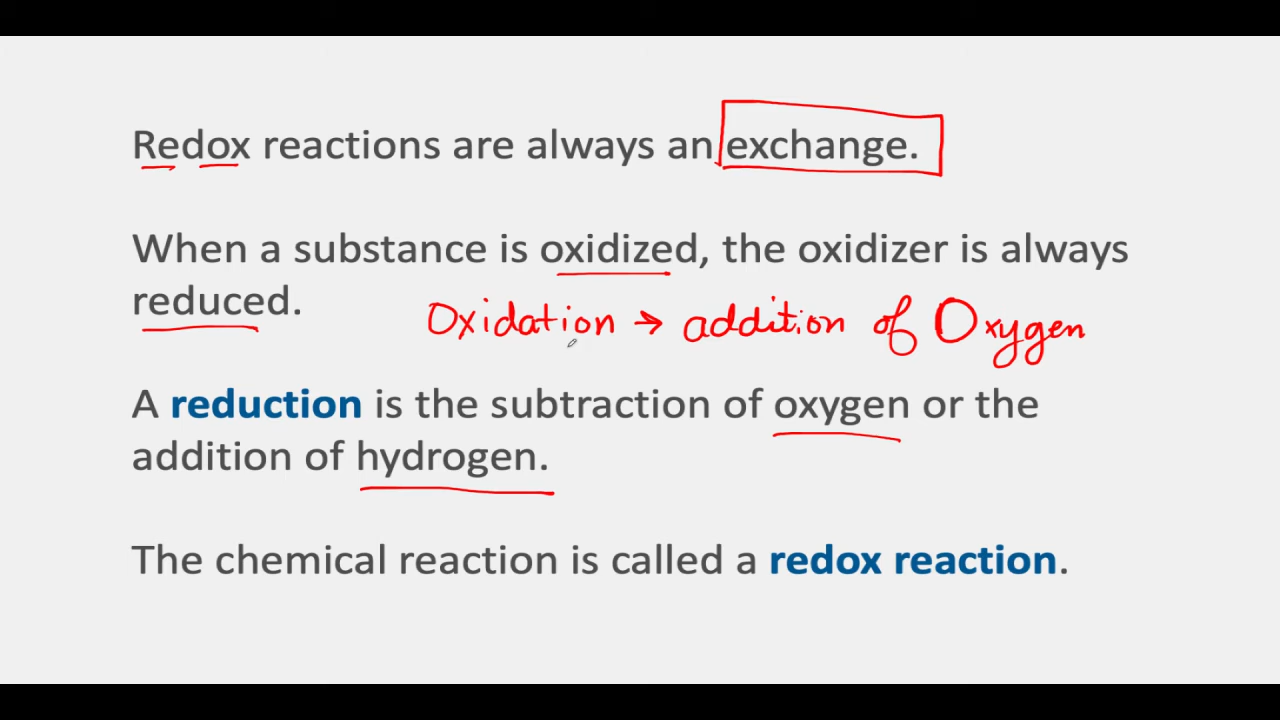 Redox reactions are always an exchange.
When a substance is oxidized, the oxidizer is always
reduced.
Oxidation → addition of Oxygen
A reduction is the subtraction of oxygen or the
addition of hydrogen.
The chemical reaction is called a redox reaction.